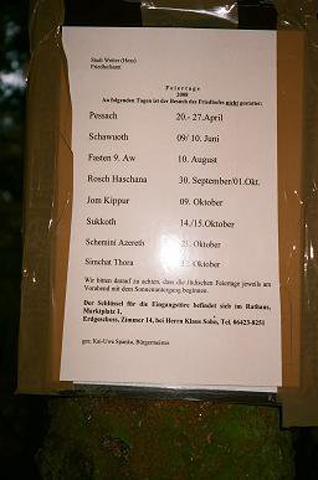 Stadt Wetter (Hess)
Friedhofsamt
Feiertage
2008
An folgenden Tagen ist der Besuch des Friedhofs nicht gestattet:
Pessach 20.- 27.April
Schawuoth 09/ 10. Juni
Fasten 9. Aw 10. August
Rosch Haschana 30. September/01.Okt.
Jom Kippur 09. Oktober
Sukkoth 14./15.Oktober
Schemini Azereth 21. Oktober
Simchat Thora Oktober
Wir bitten darauf zu achten, dass die Jüdischen Feiertage jeweils am
Vorabend mit dem Sonnenuntergang beginnen.
Der Schlüssel für die Eingangstüre befindet sich im Rathaus,
Marktplatz 1,
Erdgeschoss, Zimmer 14, bei Herrn Klaus Tel. 06423-8251
gez. Kai-Uwe Spanka, Bürgermeister